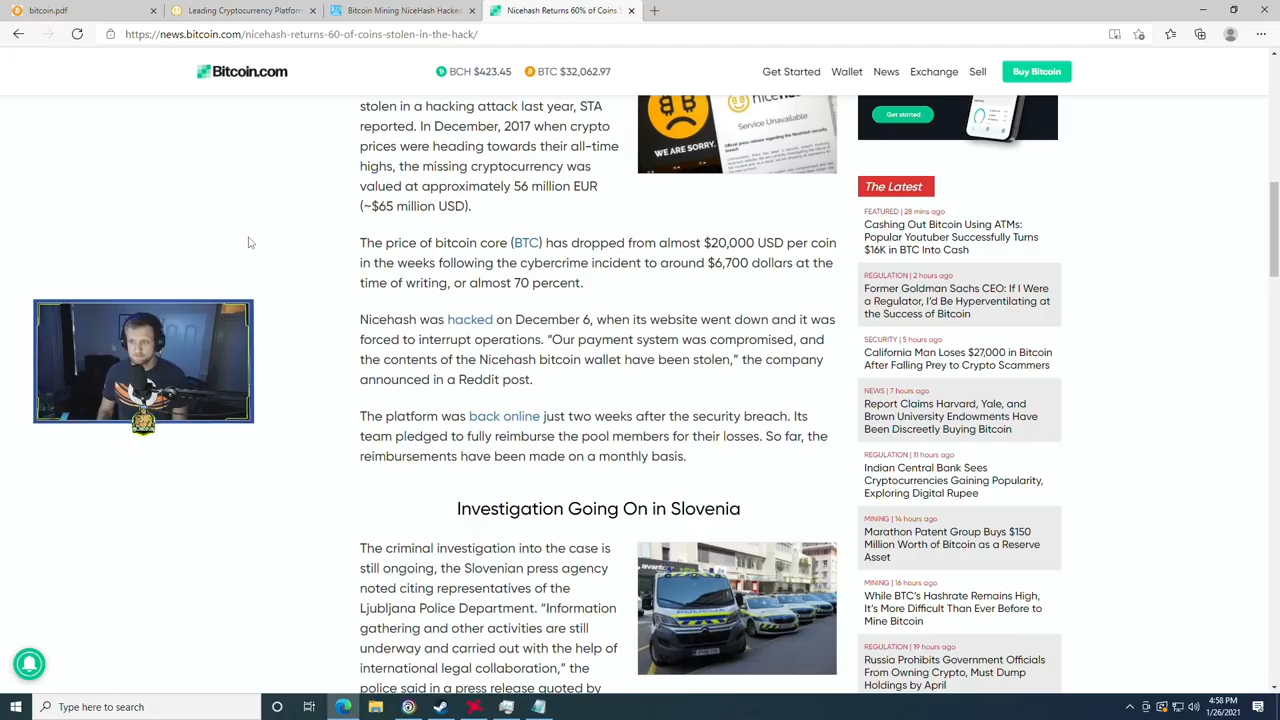 bitcoin.pdf
Leading Cryptocurrency Platform
Bitcoin Mining NiceHash Hacked
Nicehash Returns 60% of Coins
https://news.bitcoin.com/nicehash-returns-60-of-coins-stolen-in-the-hack/
Bitcoin.com
BCH $423.45
BTC $32,062.97
Get Started
Wallet
News
Exchange
Sell
Buy Bitcoin
stolen in a hacking attack last year, STA
reported. In December, 2017 when crypto
prices were heading towards their all-time
highs, the missing cryptocurrency was
valued at approximately 56 million EUR
(~$65 million USD).
WE ARE SORRY.
Service Unavailable
Official press release regarding the Nicehash security
breach
Get started
The price of bitcoin core (BTC) has dropped from almost $20,000 USD per coin
in the weeks following the cybercrime incident to around $6,700 dollars at the
time of writing, or almost 70 percent.
Nicehash was hacked on December 6, when its website went down and it was
forced to interrupt operations. “Our payment system was compromised, and
the contents of the Nicehash bitcoin wallet have been stolen,” the company
announced in a Reddit post.
The platform was back online just two weeks after the security breach. Its
team pledged to fully reimburse the pool members for their losses. So far, the
reimbursements have been made on a monthly basis.
Investigation Going On in Slovenia
The criminal investigation into the case is
still ongoing, the Slovenian press agency
noted citing representatives of the
Ljubljana Police Department. “Information
gathering and other activities are still
underway and carried out with the help of
international legal collaboration,” the
police said in a press release quoted by
The Latest
FEATURED | 28 mins ago
Cashing Out Bitcoin Using ATMs:
Popular Youtuber Successfully Turns
$16K in BTC Into Cash
REGULATION | 2 hours ago
Former Goldman Sachs CEO: If I Were
a Regulator, I’d Be Hyperventilating at
the Success of Bitcoin
SECURITY | 5 hours ago
California Man Loses $27,000 in Bitcoin
After Falling Prey to Crypto Scammers
NEWS | 7 hours ago
Report Claims Harvard, Yale, and
Brown University Endowments Have
Been Discreetly Buying Bitcoin
REGULATION | 11 hours ago
Indian Central Bank Sees
Cryptocurrencies Gaining Popularity,
Exploring Digital Rupee
MINING | 14 hours ago
Marathon Patent Group Buys $150
Million Worth of Bitcoin as a Reserve
Asset
MINING | 16 hours ago
While BTC’s Hashrate Remains High,
It’s More Difficult Than Ever Before to
Mine Bitcoin
REGULATION | 19 hours ago
Russia Prohibits Government Officials
From Owning Crypto, Must Dump
Holdings by April
Type here to search
4:58 PM
1/26/2021